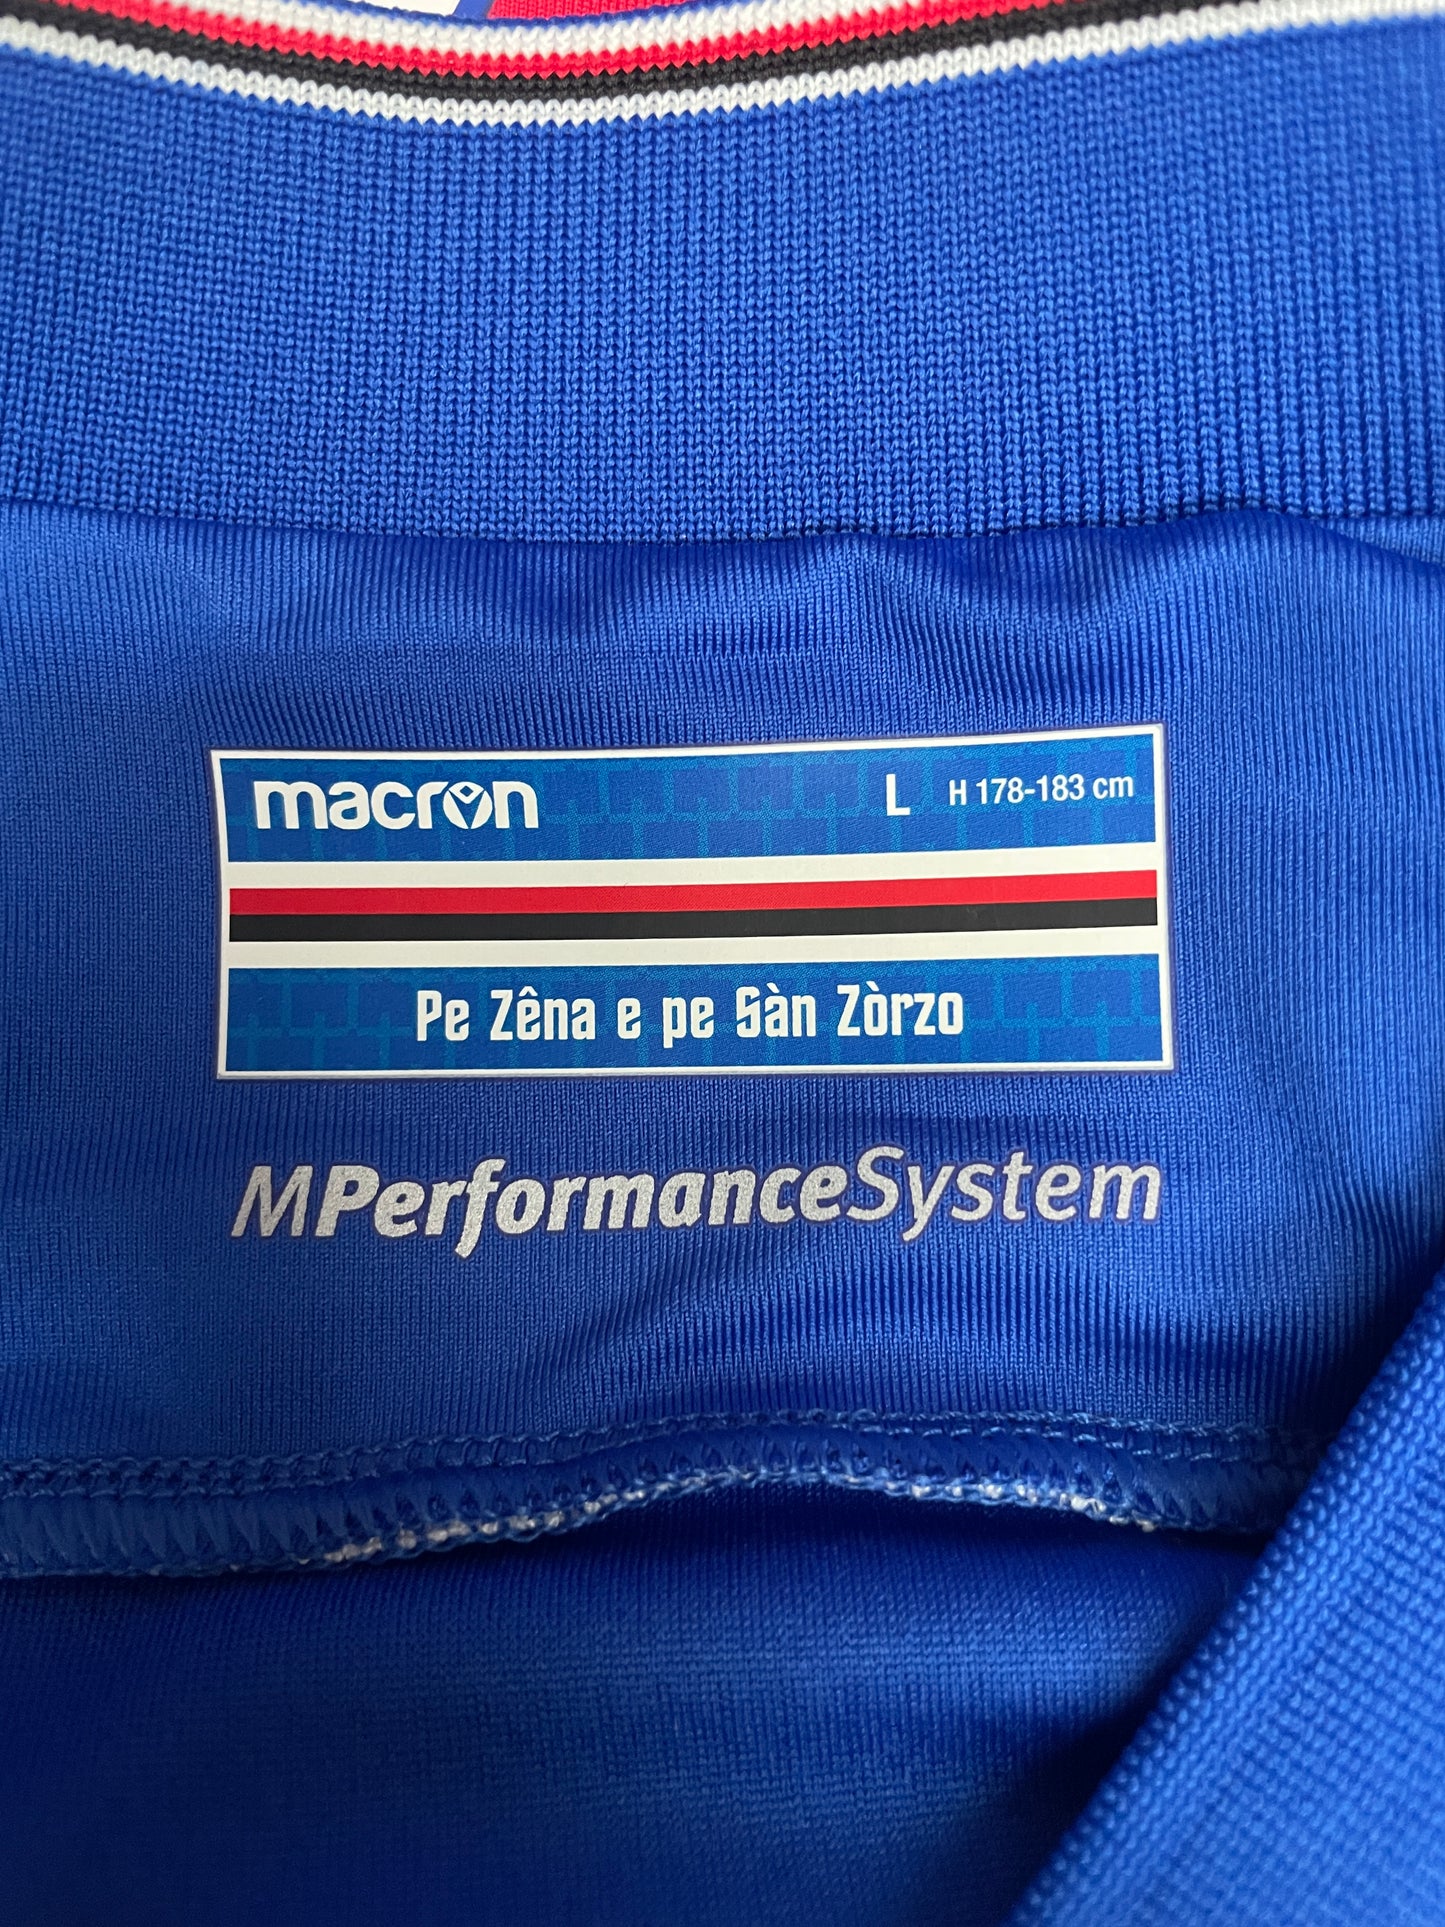 macron L H 178-183 cm
Pe Zêna e pe Sàn Zòrzo
MPerformanceSystem